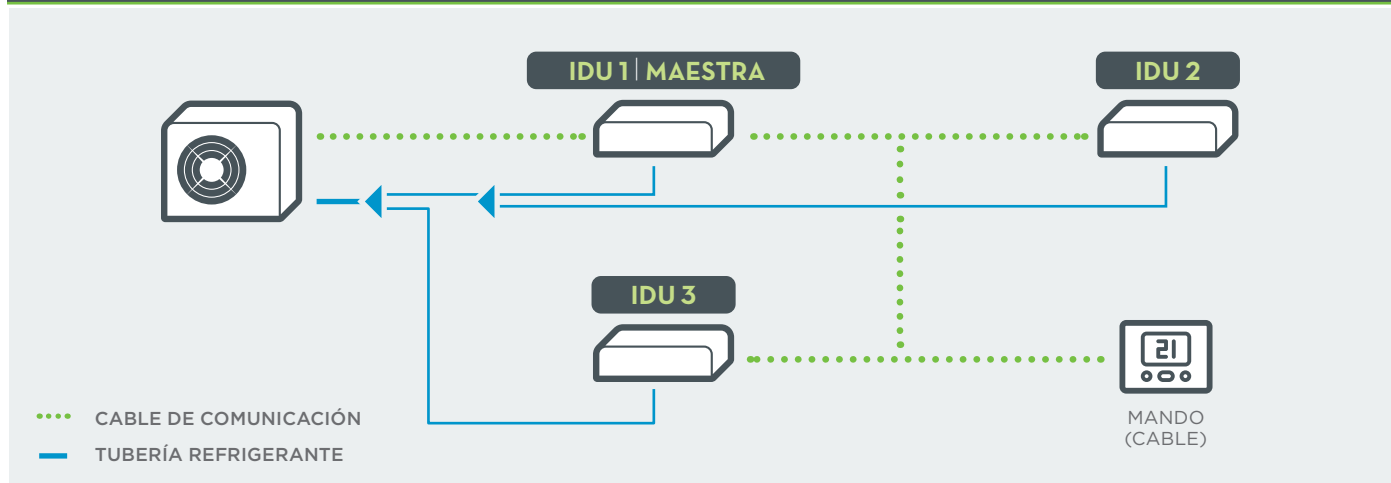 IDU 1 | MAESTRA
IDU 2
IDU 3
21
CABLE DE COMUNICACIÓN
TUBERÍA REFRIGERANTE
MANDO
(CABLE)